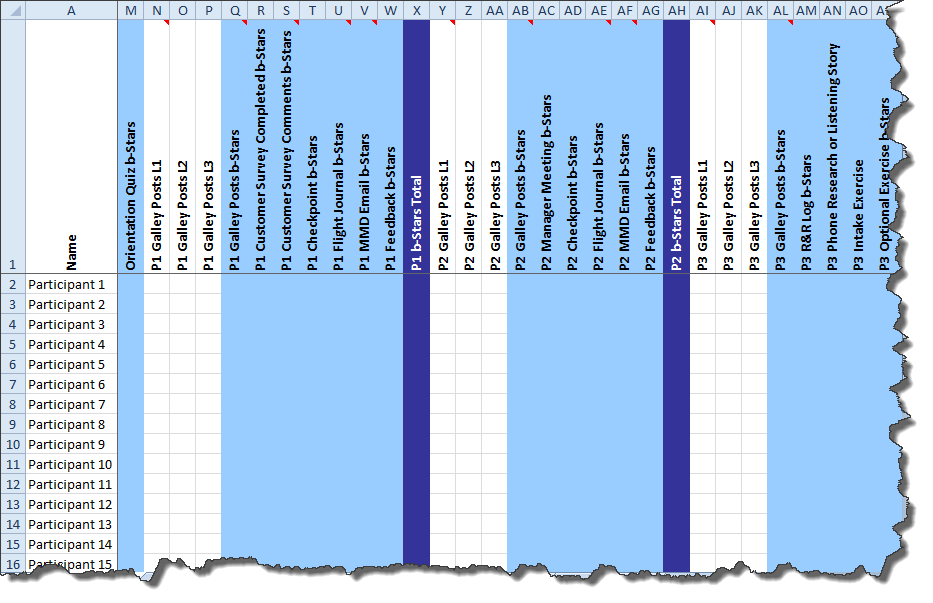 A M N O P Q R S T U V W X Y Z AA AB AC AD AE AF AG AH AI AJ AK AL AM AN AO
1
Name
Orientation Quiz b-Stars
P1 Galley Posts L1
P1 Galley Posts L2
P1 Galley Posts L3
P1 Galley Posts b-Stars
P1 Customer Survey Completed b-Stars
P1 Customer Survey Comments b-Stars
P1 Checkpoint b-Stars
P1 Flight Journal b-Stars
P1 MMD Email b-Stars
P1 Feedback b-Stars
P1 b-Stars Total
P2 Galley Posts L1
P2 Galley Posts L2
P2 Galley Posts L3
P2 Galley Posts b-Stars
P2 Manager Meeting b-Stars
P2 Checkpoint b-Stars
P2 Flight Journal b-Stars
P2 MMD Email b-Stars
P2 Feedback b-Stars
P2 b-Stars Total
P3 Galley Posts L1
P3 Galley Posts L2
P3 Galley Posts L3
P3 Galley Posts b-Stars
P3 R&R Log b-Stars
P3 Phone Research or Listening Story
P3 Intake Exercise
P3 Optional Exercise b-Stars
2 Participant 1
3 Participant 2
4 Participant 3
5 Participant 4
6 Participant 5
7 Participant 6
8 Participant 7
9 Participant 8
10 Participant 9
11 Participant 10
12 Participant 11
13 Participant 12
14 Participant 13
15 Participant 14
16 Participant 15